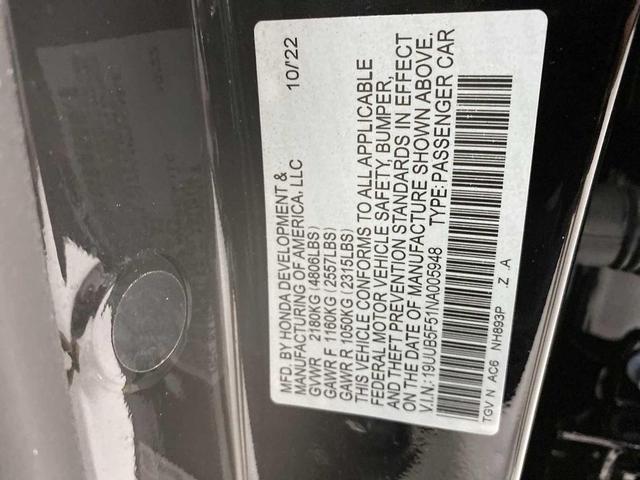 MFD. BY HONDA DEVELOPMENT & 10/22
MANUFACTURING OF AMERICA, LLC
GVWR 2180KG (4806LBS)
GAWR F 1160KG (2557LBS)
GAWR R 1050KG (2315LBS)
THIS VEHICLE CONFORMS TO ALL APPLICABLE
FEDERAL MOTOR VEHICLE SAFETY, BUMPER,
AND THEFT PREVENTION STANDARDS IN EFFECT
ON THE DATE OF MANUFACTURE SHOWN ABOVE.
V.I.N.: 19UUB5F51NA005948 TYPE: PASSENGER CAR
TGV N AC6 NH893P Z .A